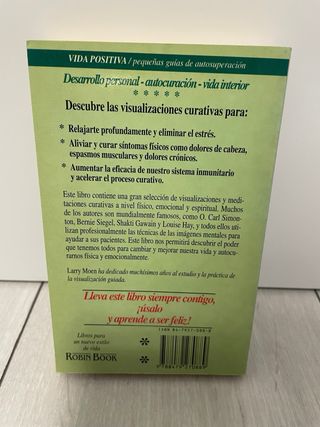 VIDA POSITIVA / pequeñas guías de autosuperación
Desarrollo personal - autocuración - vida interior
* * * * *
Descubre las visualizaciones curativas para:
* Relajarte profundamente y eliminar el estrés.
* Aliviar y curar síntomas físicos como dolores de cabeza,
espasmos musculares y dolores crónicos.
* Aumentar la eficacia de nuestro sistema inmunitario
y acelerar el proceso curativo.
Este libro contiene una gran selección de visualizaciones y medi-
taciones curativas a nivel físico, emocional y espiritual. Muchos
de los autores son mundialmente famosos, como O. Carl Simon-
ton, Bernie Siegel, Shakti Gawain y Louise Hay, y todos ellos uti-
lizan profesionalmente las técnicas de las imágenes mentales para
ayudar a sus pacientes. Este libro nos permitirá descubrir el poder
que tenemos todos para cambiar y mejorar nuestra vida y autocu-
rarnos física y emocionalmente.
Larry Moen ha dedicado muchísimos años al estudio y la práctica de
la visualización guiada.
Lleva este libro siempre contigo,
¡úsalo
y aprende a ser feliz!
Libros para
un nuevo estilo
de vida
ROBIN BOOK
*
*
*